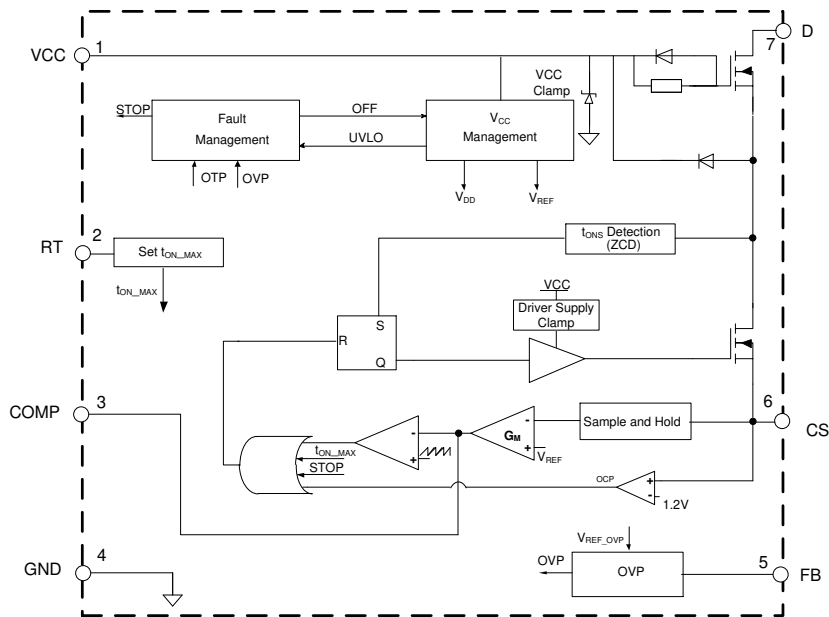 D
7
VCC
1
VCC
Clamp
STOP
Fault
Management
OFF
UVLO
VCC
Management
OTP
OVP
VDD
VREF
RT
2
Set tON_MAX
tON_MAX
tONS Detection
(ZCD)
VCC
Driver Supply
Clamp
S
R
Q
COMP
3
6
CS
Sample and Hold
-
GM
+
VREF
-
+
tON_MAX
STOP
OCP
+
-
1.2V
GND
4
VREF_OVP
OVP
OVP
5
FB